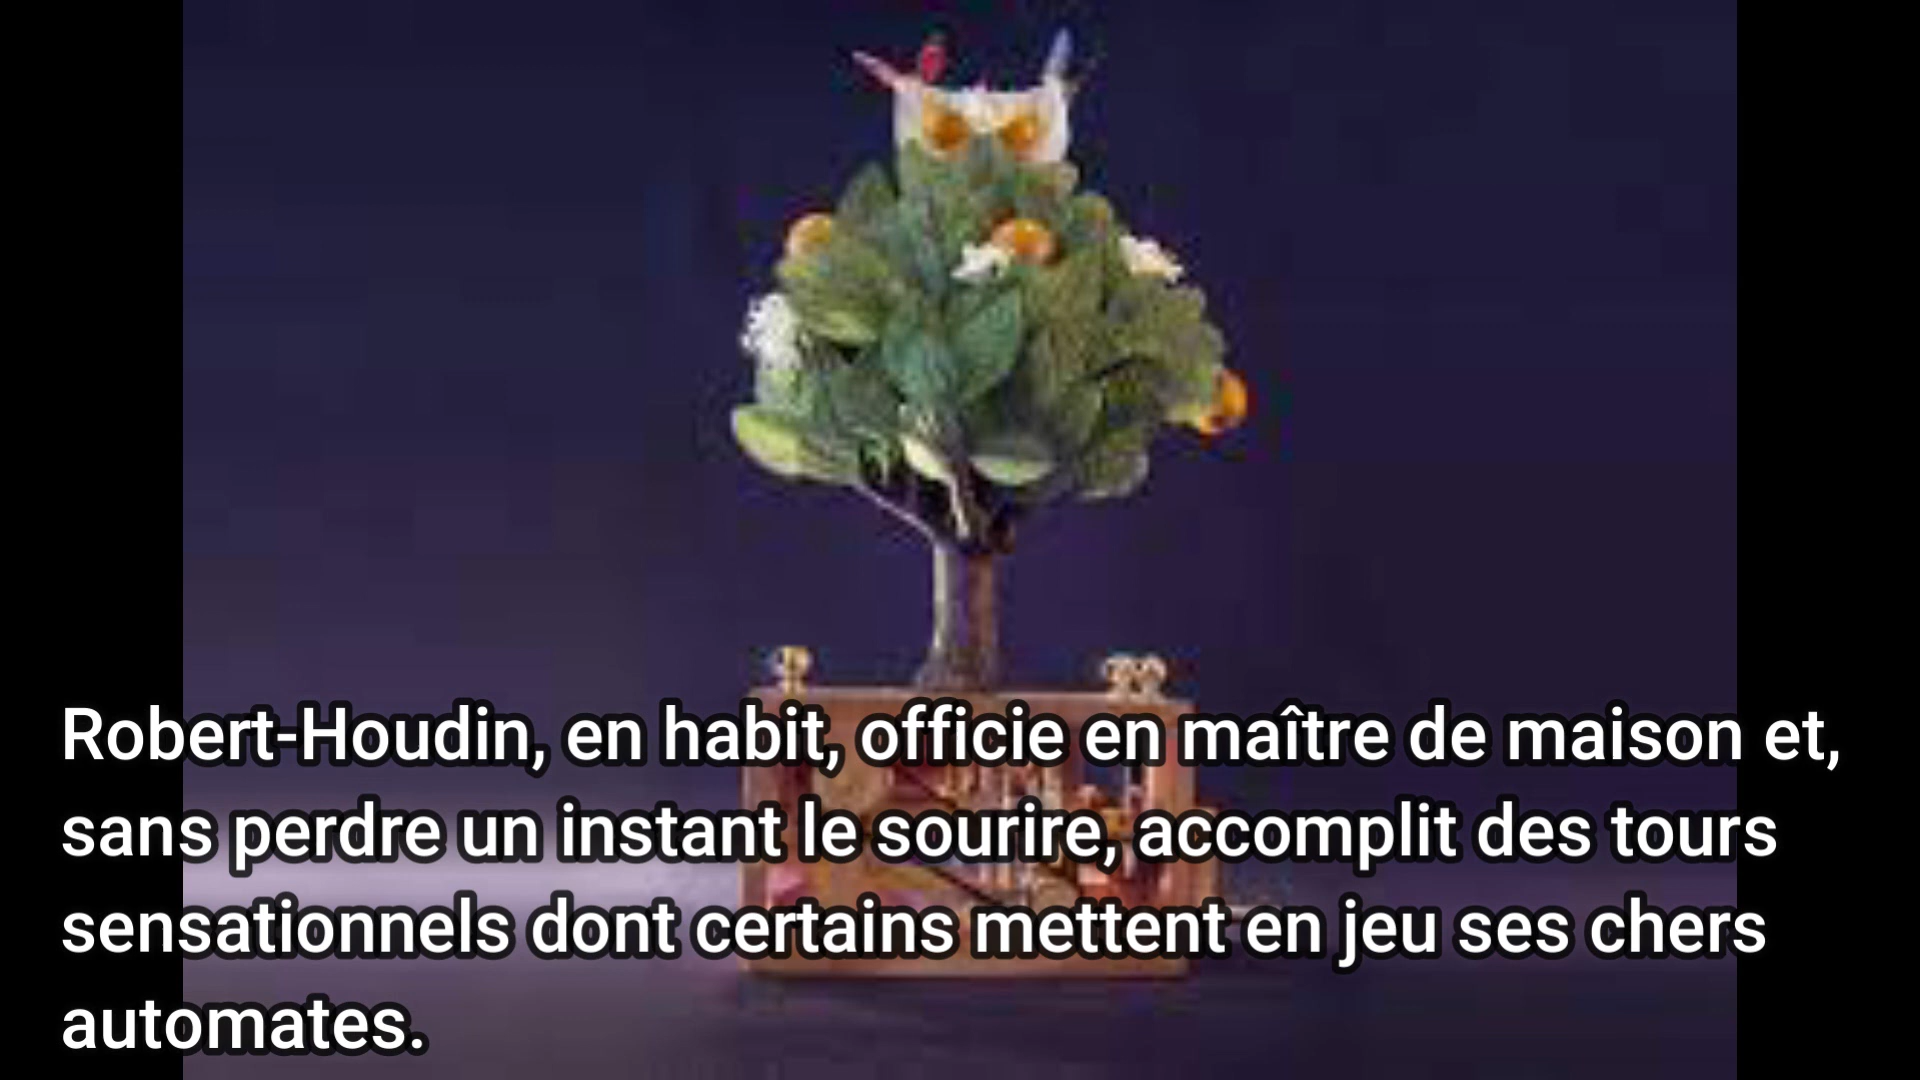 Robert-Houdin, en habit, officie en maître de maison et,
sans perdre un instant le sourire, accomplit des tours
sensationnels dont certains mettent en jeu ses chers
automates.